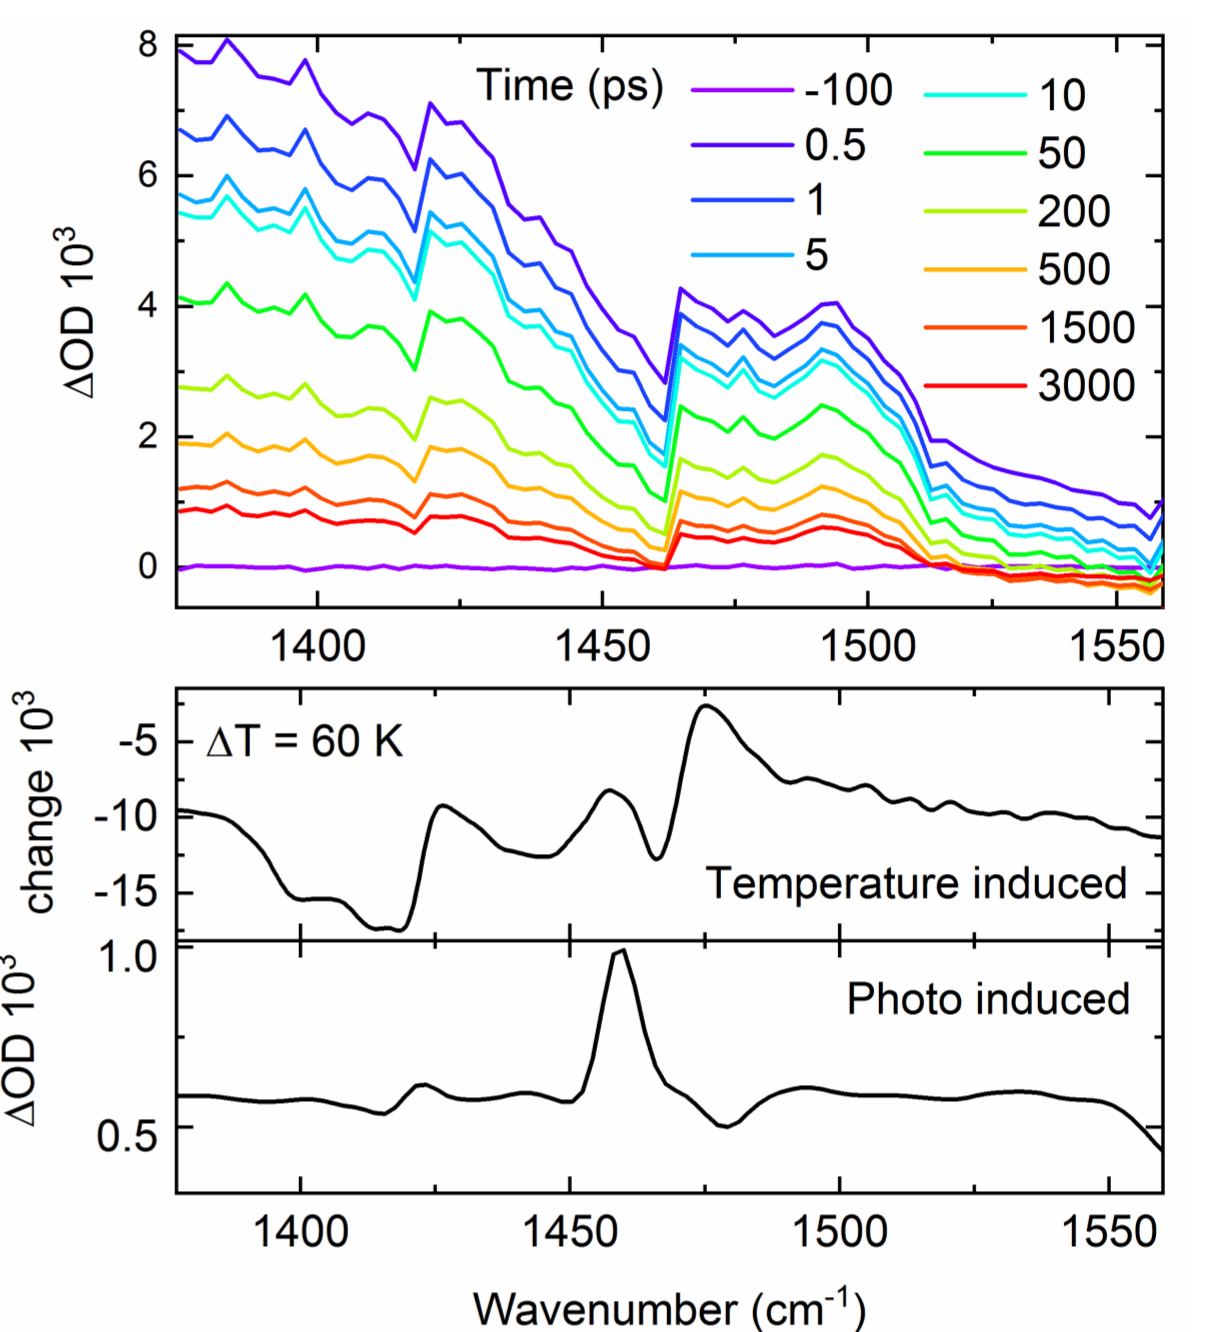 Time (ps)
-100
0.5
1
5
10
50
200
500
1500
3000
ΔOD 10³
8
6
4
2
0
1400 1450 1500 1550
ΔT = 60 K
Temperature induced
change 10³
-5
-10
-15
Photo induced
ΔOD 10³
1.0
0.5
1400 1450 1500 1550
Wavenumber (cm⁻¹)